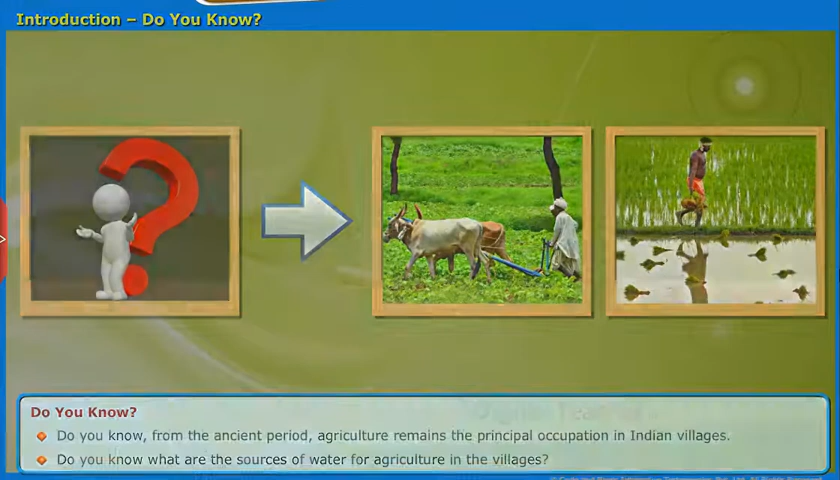 Introduction – Do You Know?
Do You Know?
Do you know, from the ancient period, agriculture remains the principal occupation in Indian villages.
Do you know what are the sources of water for agriculture in the villages?